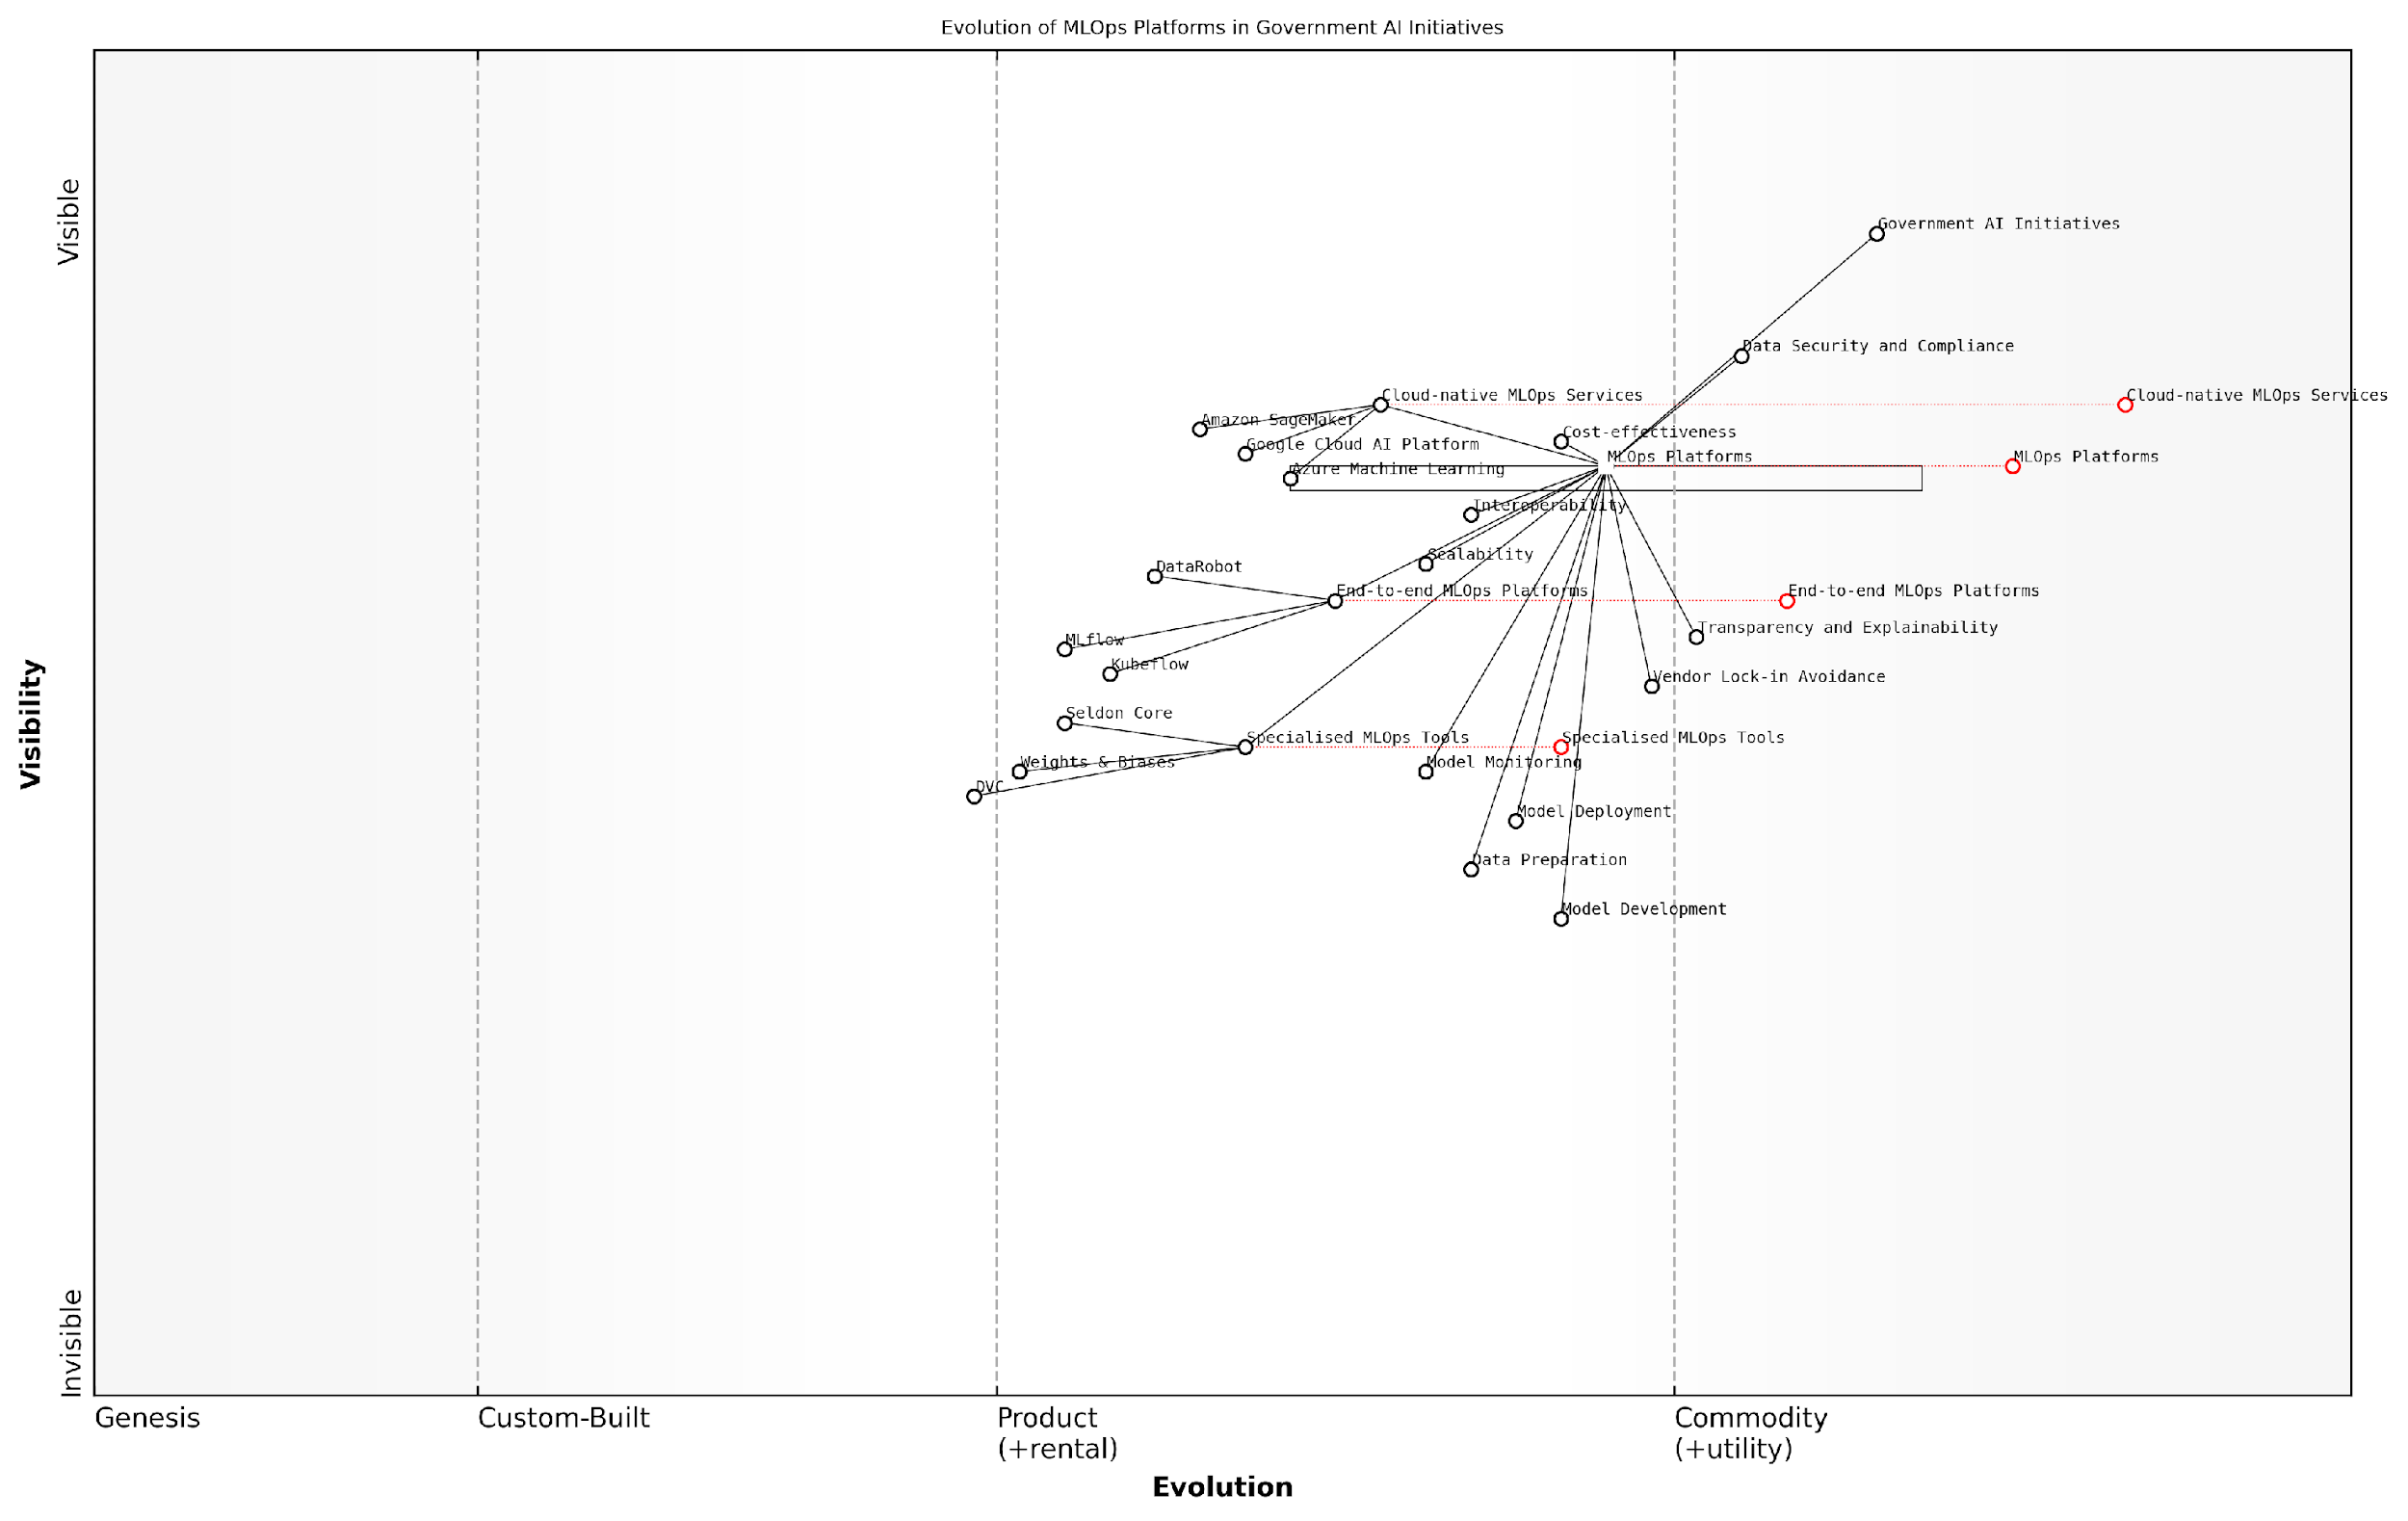 Evolution of MLOps Platforms in Government AI Initiatives
Visible
Government AI Initiatives
Data Security and Compliance
Cloud-native MLOps Services
Cloud-native MLOps Services
Amazon SageMaker
Cost-effectiveness
Google Cloud AI Platform
MLOps Platforms
MLOps Platforms
Azure Machine Learning
Interoperability
Scalability
DataRobot
End-to-end MLOps Platforms
End-to-end MLOps Platforms
Transparency and Explainability
MLflow
Kubeflow
Vendor Lock-in Avoidance
Seldon Core
Specialised MLOps Tools
Specialised MLOps Tools
Weights & Biases
Model Monitoring
DVC
Model Deployment
Data Preparation
Model Development
Visibility
Invisible
Genesis
Custom-Built
Product
(+rental)
Commodity
(+utility)
Evolution